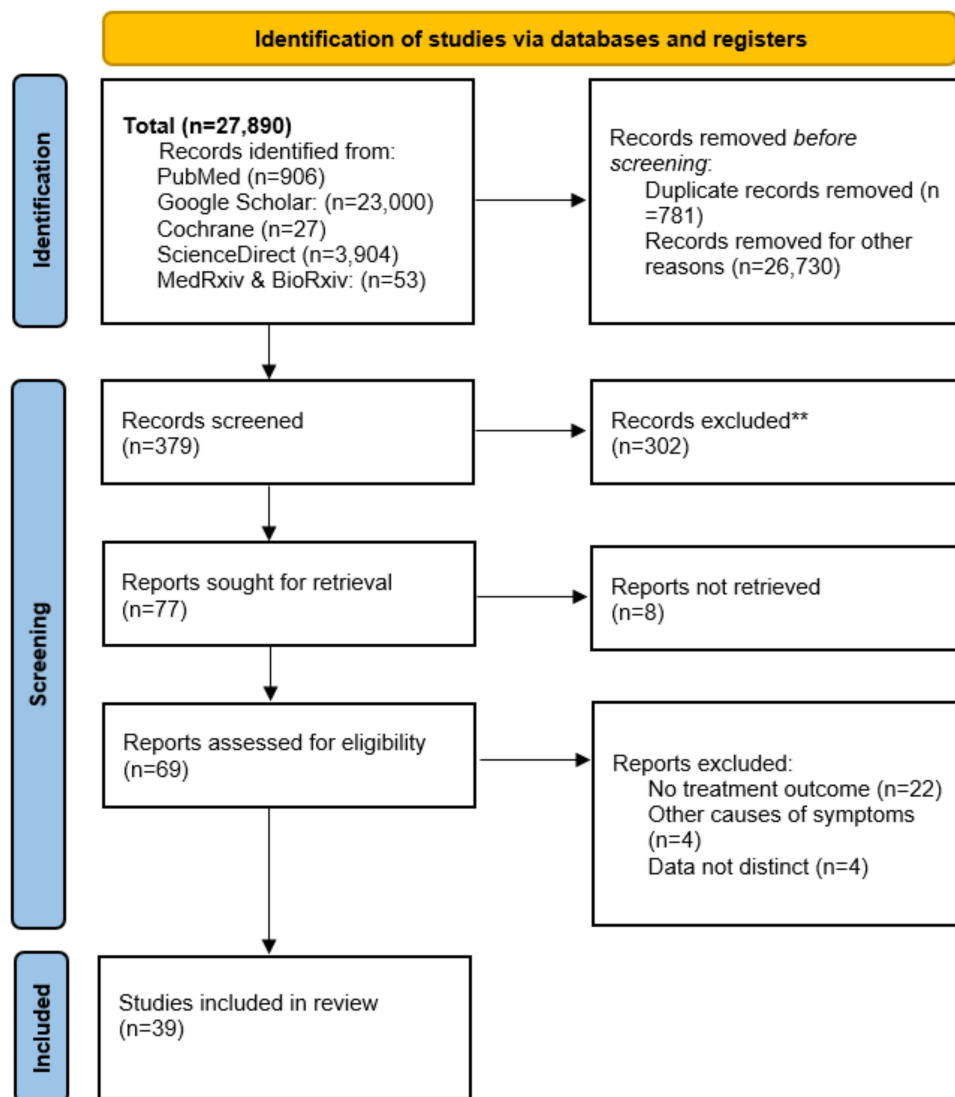 Identification of studies via databases and registers
Identification
Total (n=27,890)
Records identified from:
PubMed (n=906)
Google Scholar: (n=23,000)
Cochrane (n=27)
ScienceDirect (n=3,904)
MedRxiv & BioRxiv: (n=53)
Records removed before
screening:
Duplicate records removed (n
=781)
Records removed for other
reasons (n=26,730)
Screening
Records screened
(n=379)
Records excluded**
(n=302)
Reports sought for retrieval
(n=77)
Reports not retrieved
(n=8)
Reports assessed for eligibility
(n=69)
Reports excluded:
No treatment outcome (n=22)
Other causes of symptoms
(n=4)
Data not distinct (n=4)
Included
Studies included in review
(n=39)